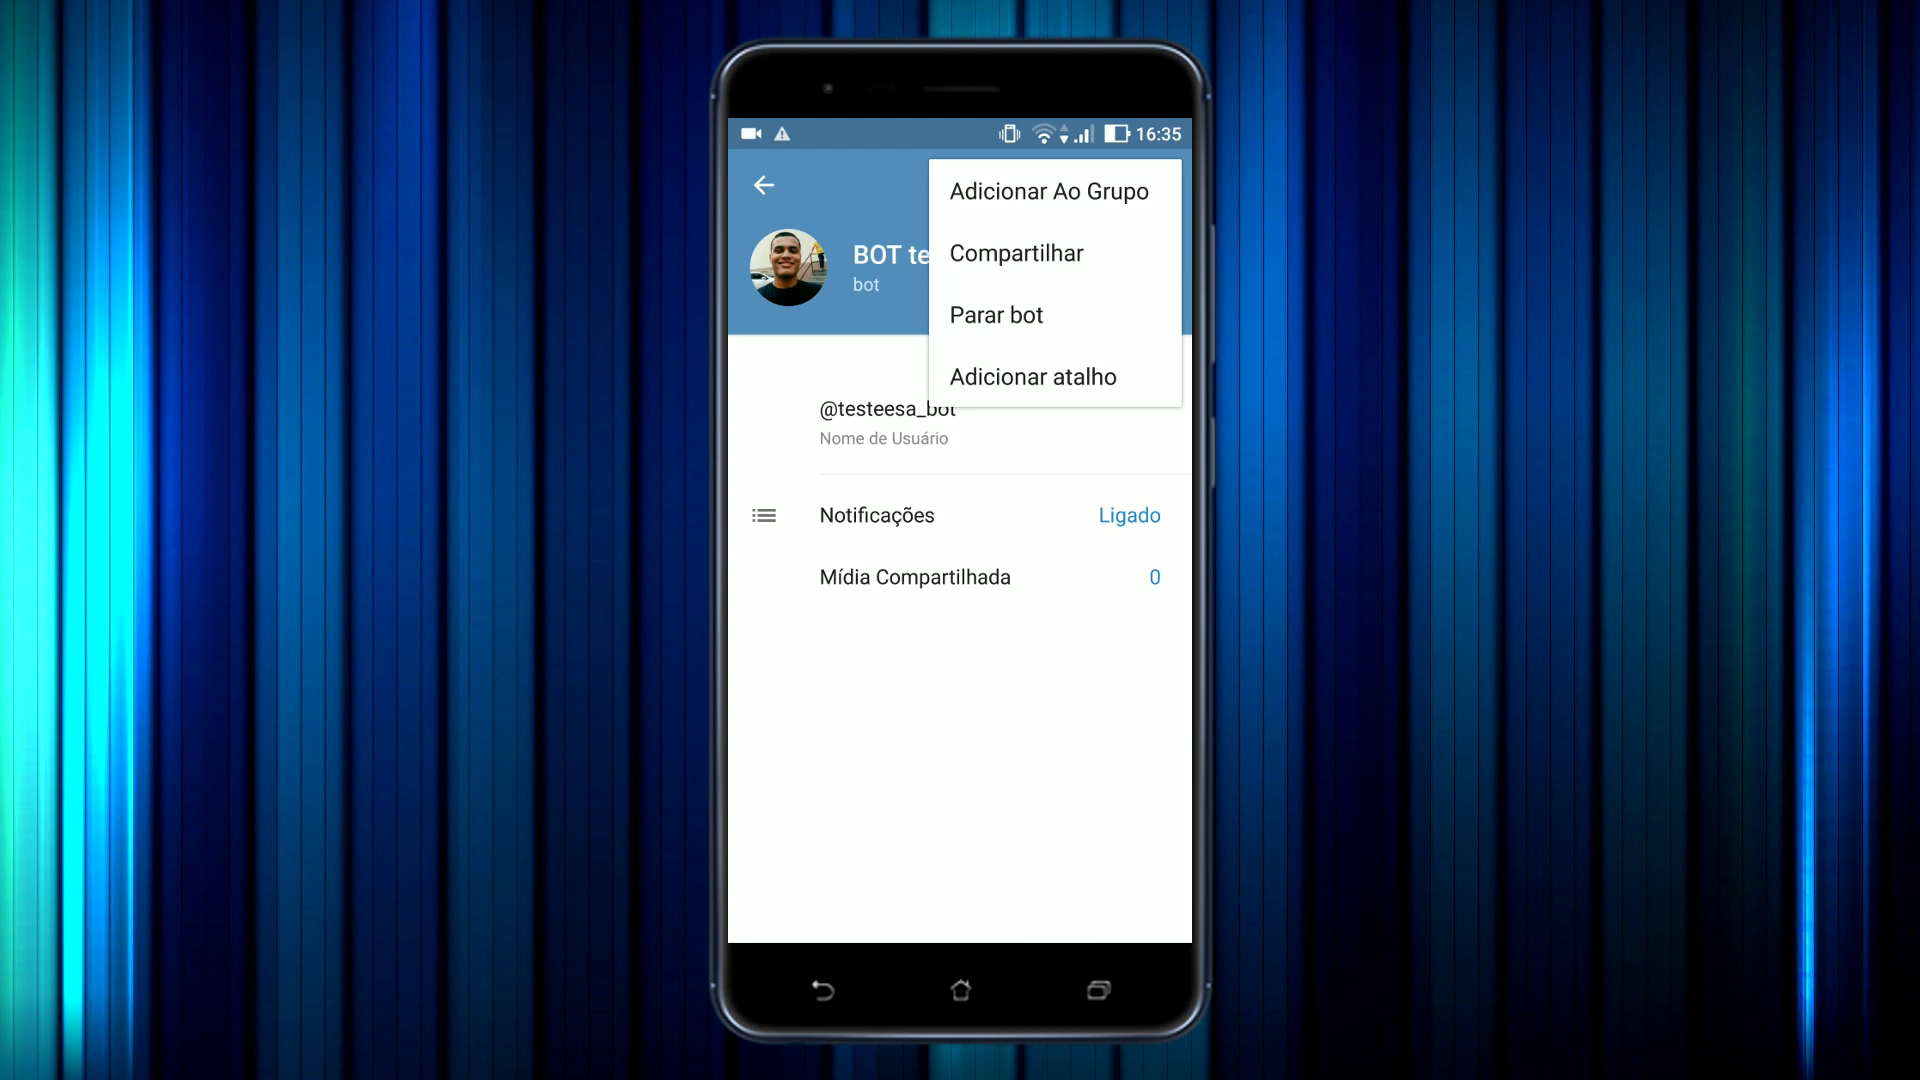 16:35
Adicionar Ao Grupo
Compartilhar
Parar bot
Adicionar atalho
BOT te
bot
@testeesa_bot
Nome de Usuário
Notificações Ligado
Mídia Compartilhada 0